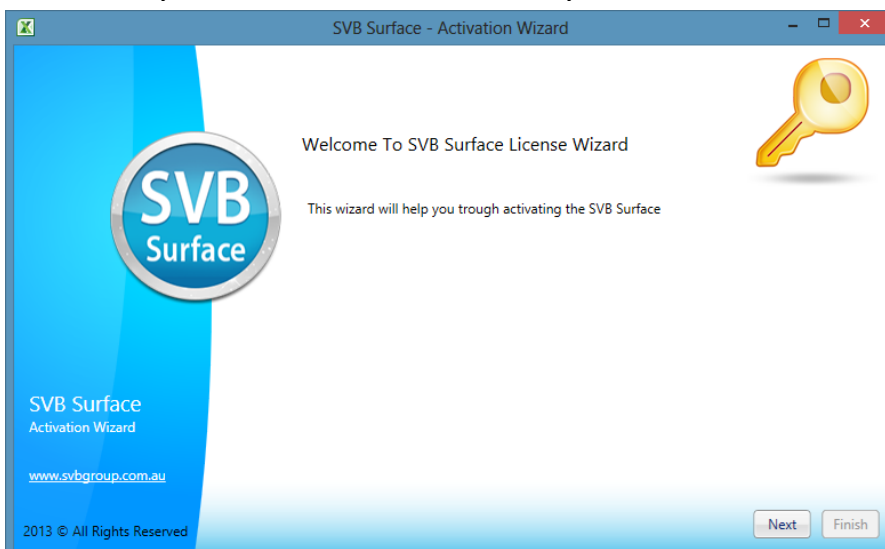 SVB Surface - Activation Wizard
SVB
Surface
Welcome To SVB Surface License Wizard
This wizard will help you trough activating the SVB Surface
SVB Surface
Activation Wizard
www.svbgroup.com.au
2013 © All Rights Reserved
Next Finish